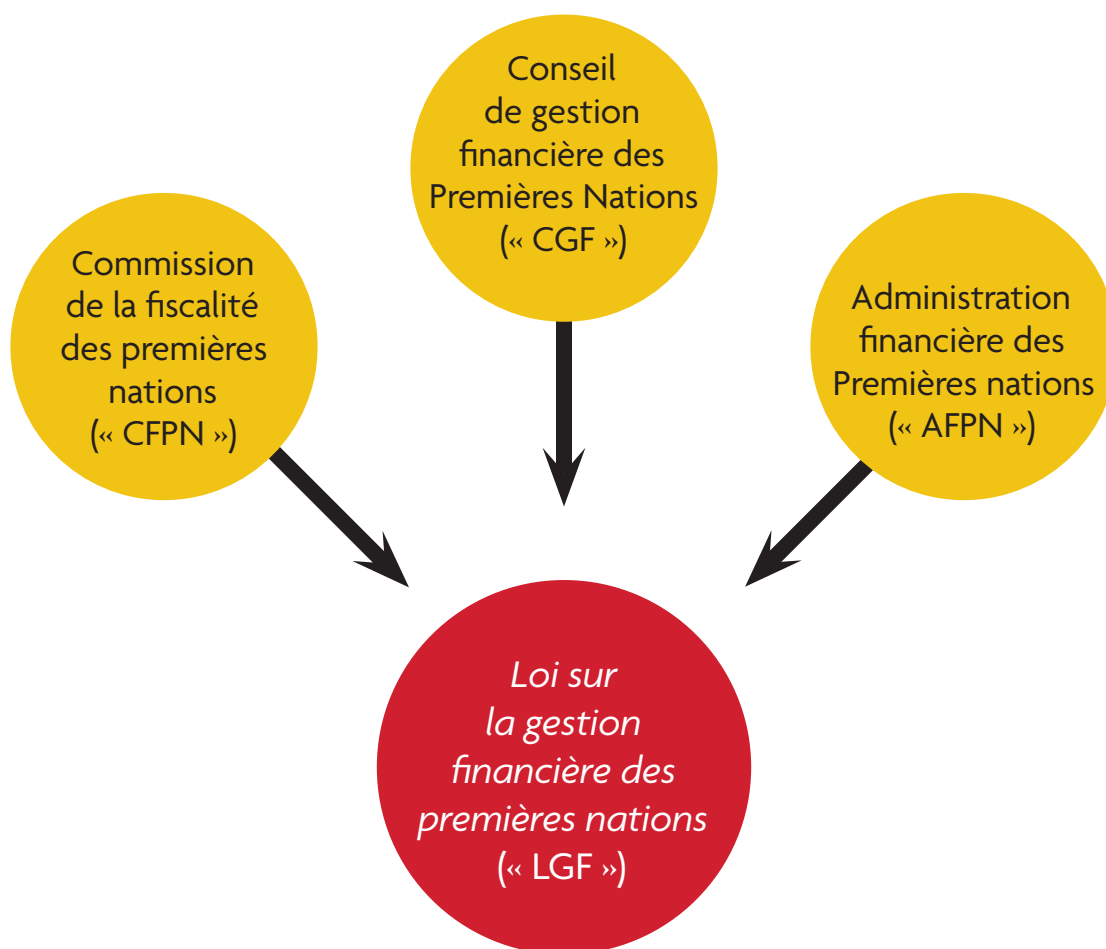 Conseil
de gestion
financière des
Premières Nations
(« CGF »)
Commission
de la fiscalité
des premières
nations
(« CFPN »)
Administration
financière des
Premières nations
(« AFPN »)
Loi sur
la gestion
financière des
premières nations
(« LGF »)